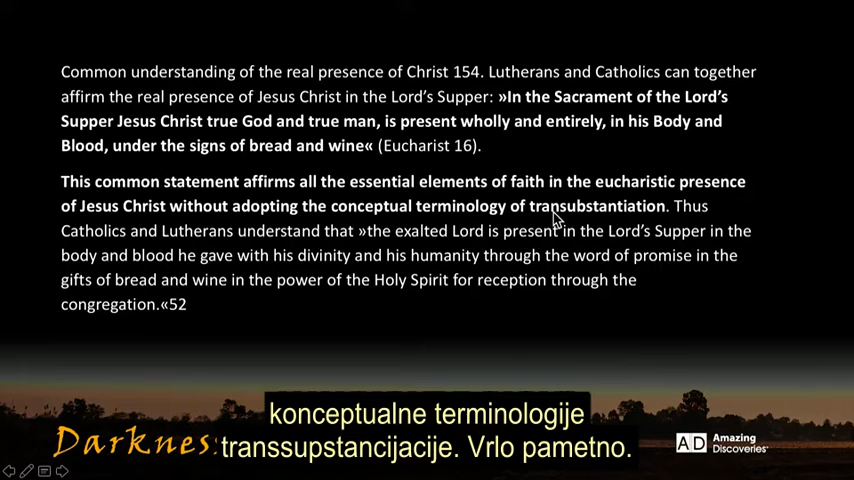 Common understanding of the real presence of Christ 154. Lutherans and Catholics can together
affirm the real presence of Jesus Christ in the Lord's Supper: »In the Sacrament of the Lord's
Supper Jesus Christ true God and true man, is present wholly and entirely, in his Body and
Blood, under the signs of bread and wine« (Eucharist 16).
This common statement affirms all the essential elements of faith in the eucharistic presence
of Jesus Christ without adopting the conceptual terminology of transubstantiation. Thus
Catholics and Lutherans understand that »the exalted Lord is present in the Lord's Supper in the
body and blood he gave with his divinity and his humanity through the word of promise in the
gifts of bread and wine in the power of the Holy Spirit for reception through the
congregation.«52
konceptualne terminologije
transsupstancijacije. Vrlo pametno.
Darknes
AD Amazing
Discoveries